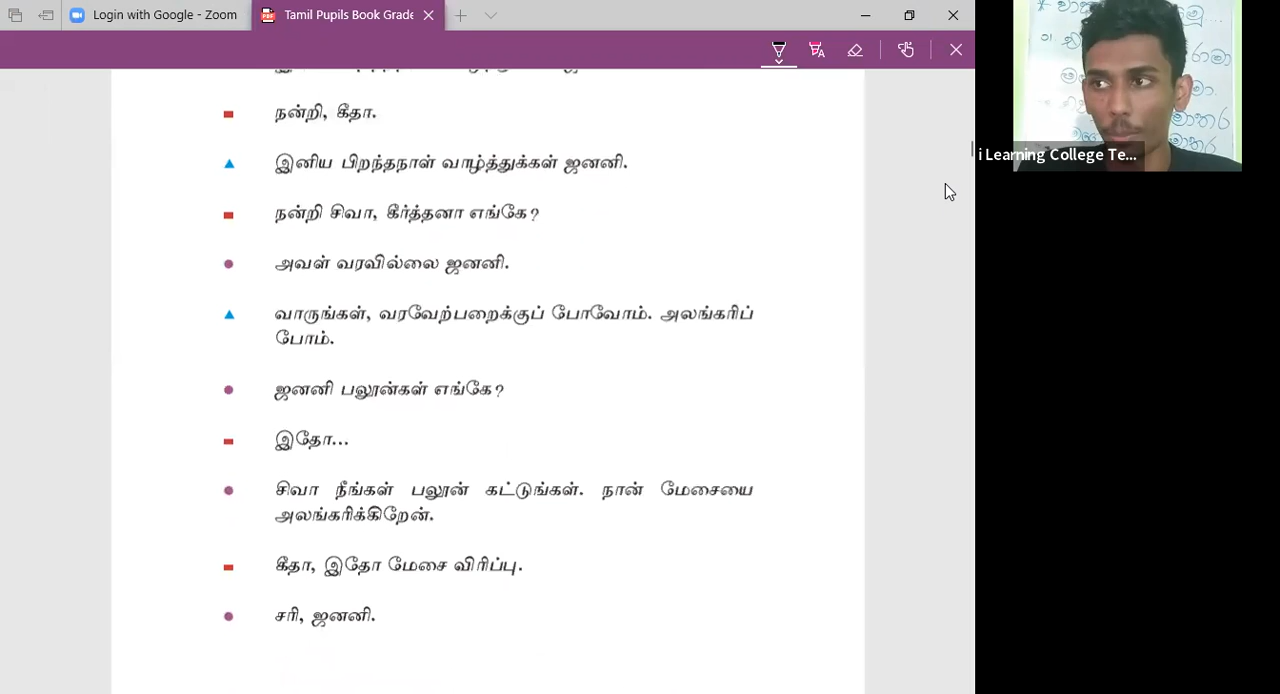 Login with Google - Zoom
Tamil Pupils Book Grade
நன்றி, கீதா.
இனிய பிறந்தநாள் வாழ்த்துக்கள் ஜனனி.
நன்றி சிவா, கீர்த்தனா எங்கே?
அவள் வரவில்லை ஜனனி.
வாருங்கள், வரவேற்பறைக்குப் போவோம். அலங்கரிப்
போம்.
ஜனனி பலூன்கள் எங்கே?
இதோ...
சிவா நீங்கள் பலூன் கட்டுங்கள். நான் மேசையை
அலங்கரிக்கிறேன்.
கீதா, இதோ மேசை விரிப்பு.
சரி, ஜனனி.
රාමා
මාතර
මාතර
i Learning College Te...